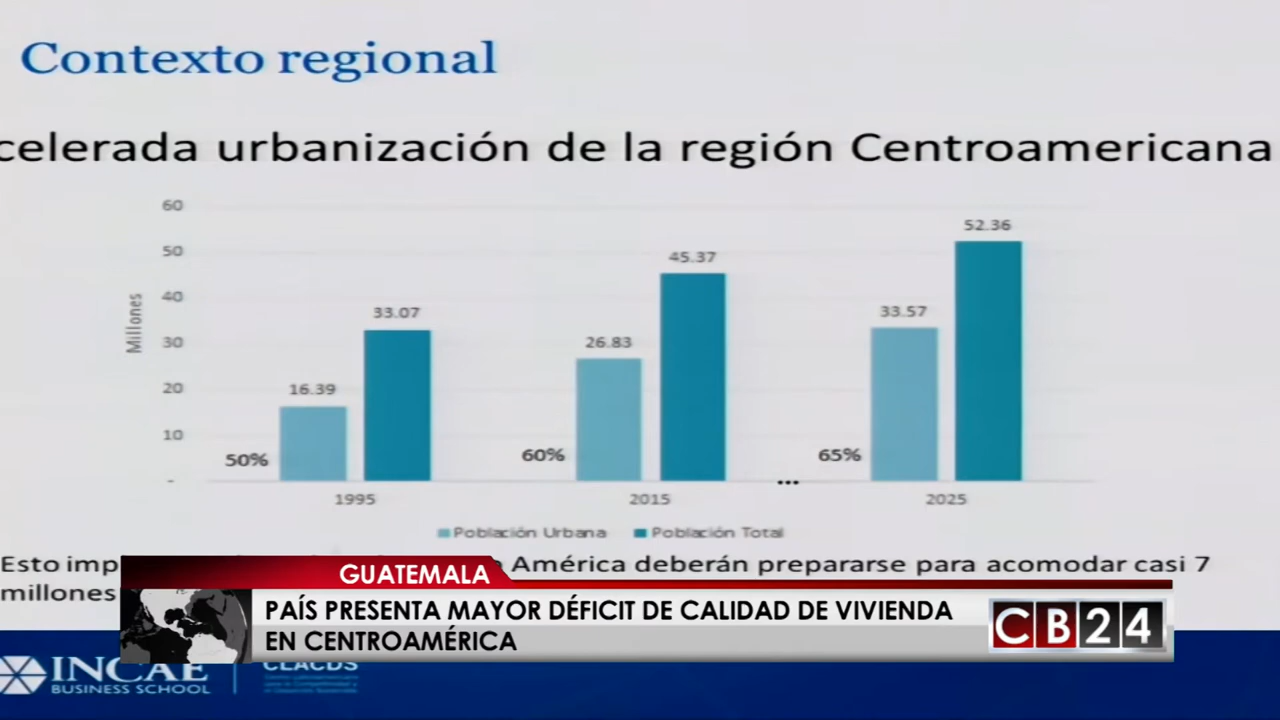 Contexto regional
celerada urbanización de la región Centroamericana
60
50
40
30
20
10
-
Millones
16.39
33.07
26.83
45.37
33.57
52.36
50%
60%
65%
...
1995
2015
2025
Población Urbana
Población Total
Esto imp América deberán prepararse para acomodar casi 7
millones
GUATEMALA
PAÍS PRESENTA MAYOR DÉFICIT DE CALIDAD DE VIVIENDA
EN CENTROAMÉRICA
CB24
INCAE
BUSINESS SCHOOL
CLACDS